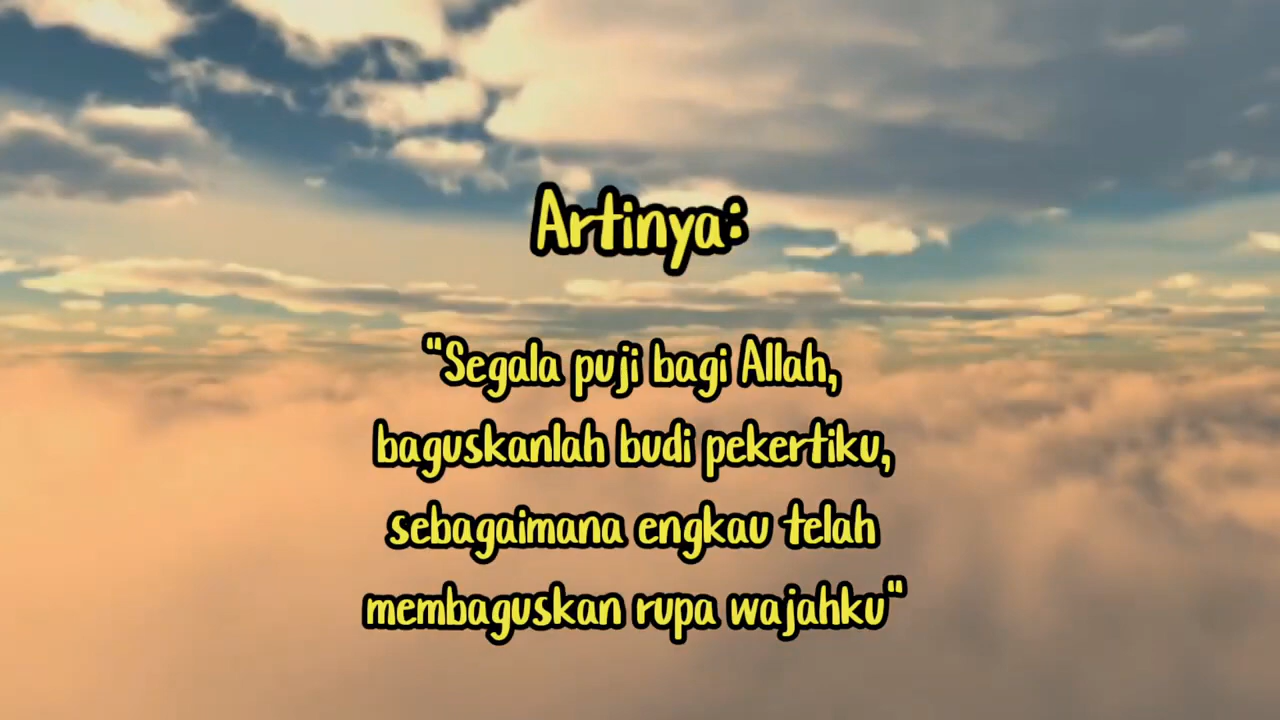 Artinya:
"Segala puji bagi Allah,
baguskanlah budi pekertiku,
sebagaimana engkau telah
membaguskan rupa wajahku"